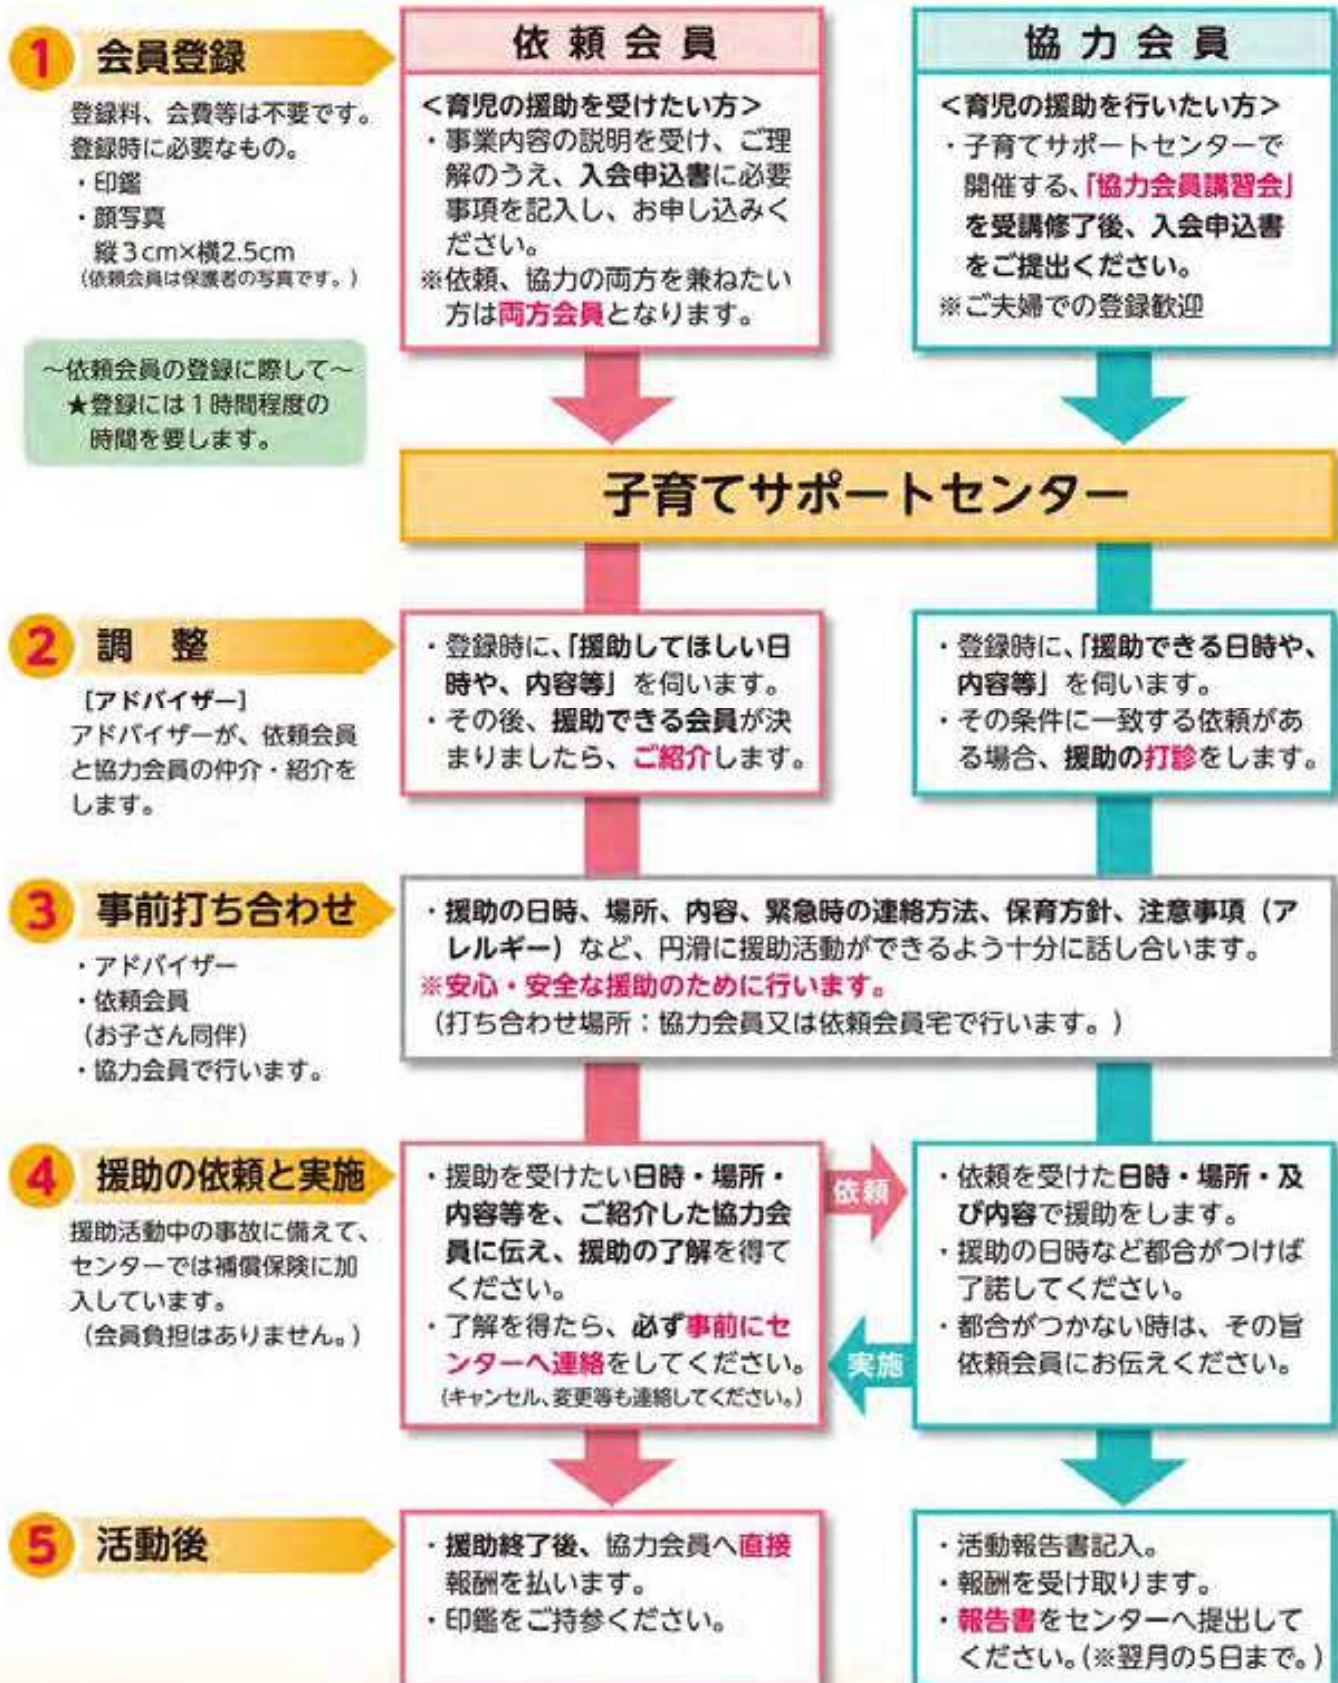 1 会員登録
登録料、会費等は不要です。
登録時に必要なもの。
・印鑑
・顔写真
縦3cm×横2.5cm
(依頼会員は保護者の写真です。)
～依頼会員の登録に際して～
★登録には1時間程度の
時間を要します。
依頼会員
＜育児の援助を受けたい方＞
・事業内容の説明を受け、ご理
解のうえ、入会申込書に必要
事項を記入し、お申し込みく
ださい。
※依頼、協力の両方を兼ねたい
方は両方会員となります。
協力会員
＜育児の援助を行いたい方＞
・子育てサポートセンターで
開催する、「協力会員講習会」
を受講修了後、入会申込書
をご提出ください。
※ご夫婦での登録歓迎
子育てサポートセンター
2 調 整
[アドバイザー]
アドバイザーが、依頼会員
と協力会員の仲介・紹介を
します。
・登録時に、「援助してほしい日
時や、内容等」を伺います。
・その後、援助できる会員が決
まりましたら、ご紹介します。
・登録時に、「援助できる日時や、
内容等」を伺います。
・その条件に一致する依頼があ
る場合、援助の打診をします。
3 事前打ち合わせ
・アドバイザー
・依頼会員
(お子さん同伴)
・協力会員で行います。
・援助の日時、場所、内容、緊急時の連絡方法、保育方針、注意事項（ア
レルギー）など、円滑に援助活動ができるよう十分に話し合います。
※安心・安全な援助のために行います。
（打ち合わせ場所：協力会員又は依頼会員宅で行います。）
4 援助の依頼と実施
援助活動中の事故に備えて、
センターでは補償保険に加
入しています。
（会員負担はありません。）
・援助を受けたい日時・場所・
内容等を、ご紹介した協力会
員に伝え、援助の了解を得て
ください。
・了解を得たら、必ず事前にセ
ンターへ連絡をしてください。
(キャンセル、変更等も連絡してください。)
依頼
実施
・依頼を受けた日時・場所・及
び内容で援助をします。
・援助の日時など都合がつけば
了諾してください。
・都合がつかない時は、その旨
依頼会員にお伝えください。
5 活動後
・援助終了後、協力会員へ直接
報酬を払います。
・印鑑をご持参ください。
・活動報告書記入。
・報酬を受け取ります。
・報告書をセンターへ提出して
ください。(※翌月の5日まで。)